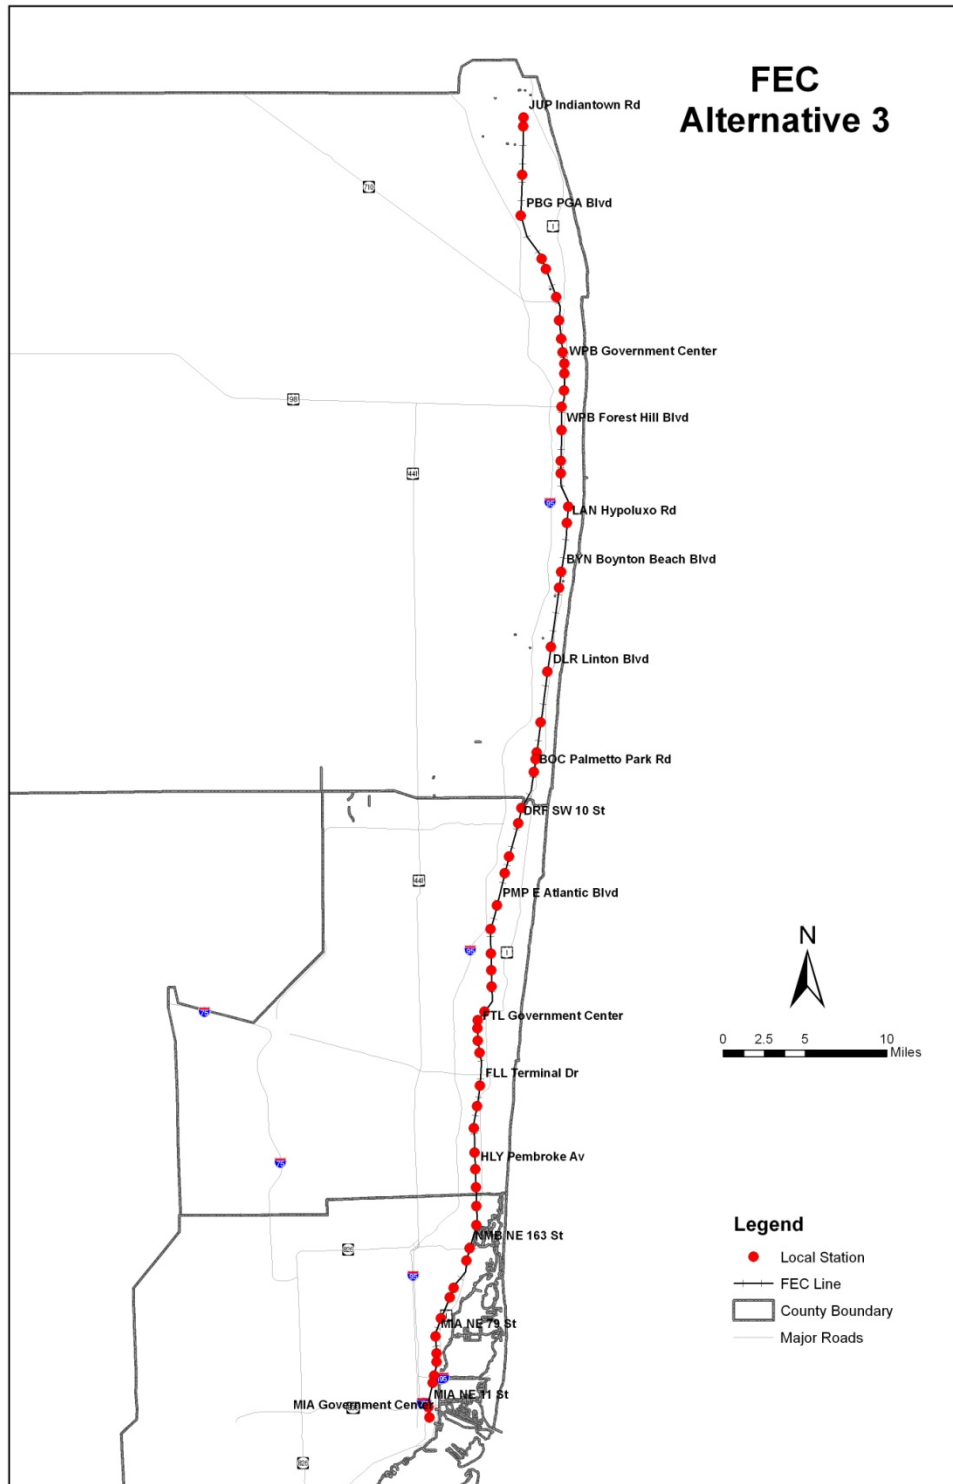 FEC
Alternative 3
JUP Indiantown Rd
710
PBG PGA Blvd
1
WPB Government Center
98
WPB Forest Hill Blvd
441
95
LAN Hypoluxo Rd
BYN Boynton Beach Blvd
DLR Linton Blvd
BOC Palmetto Park Rd
DRF SW 10 St
441
PMP E Atlantic Blvd
95
1
N
75
FTL Government Center
0 2.5 5 10
Miles
FLL Terminal Dr
HLY Pembroke Av
75
Legend
NMB NE 163 St
826
Local Station
95
FEC Line
County Boundary
MIA NE 79 St
Major Roads
95
MIA NE 11 St
MIA Government Center